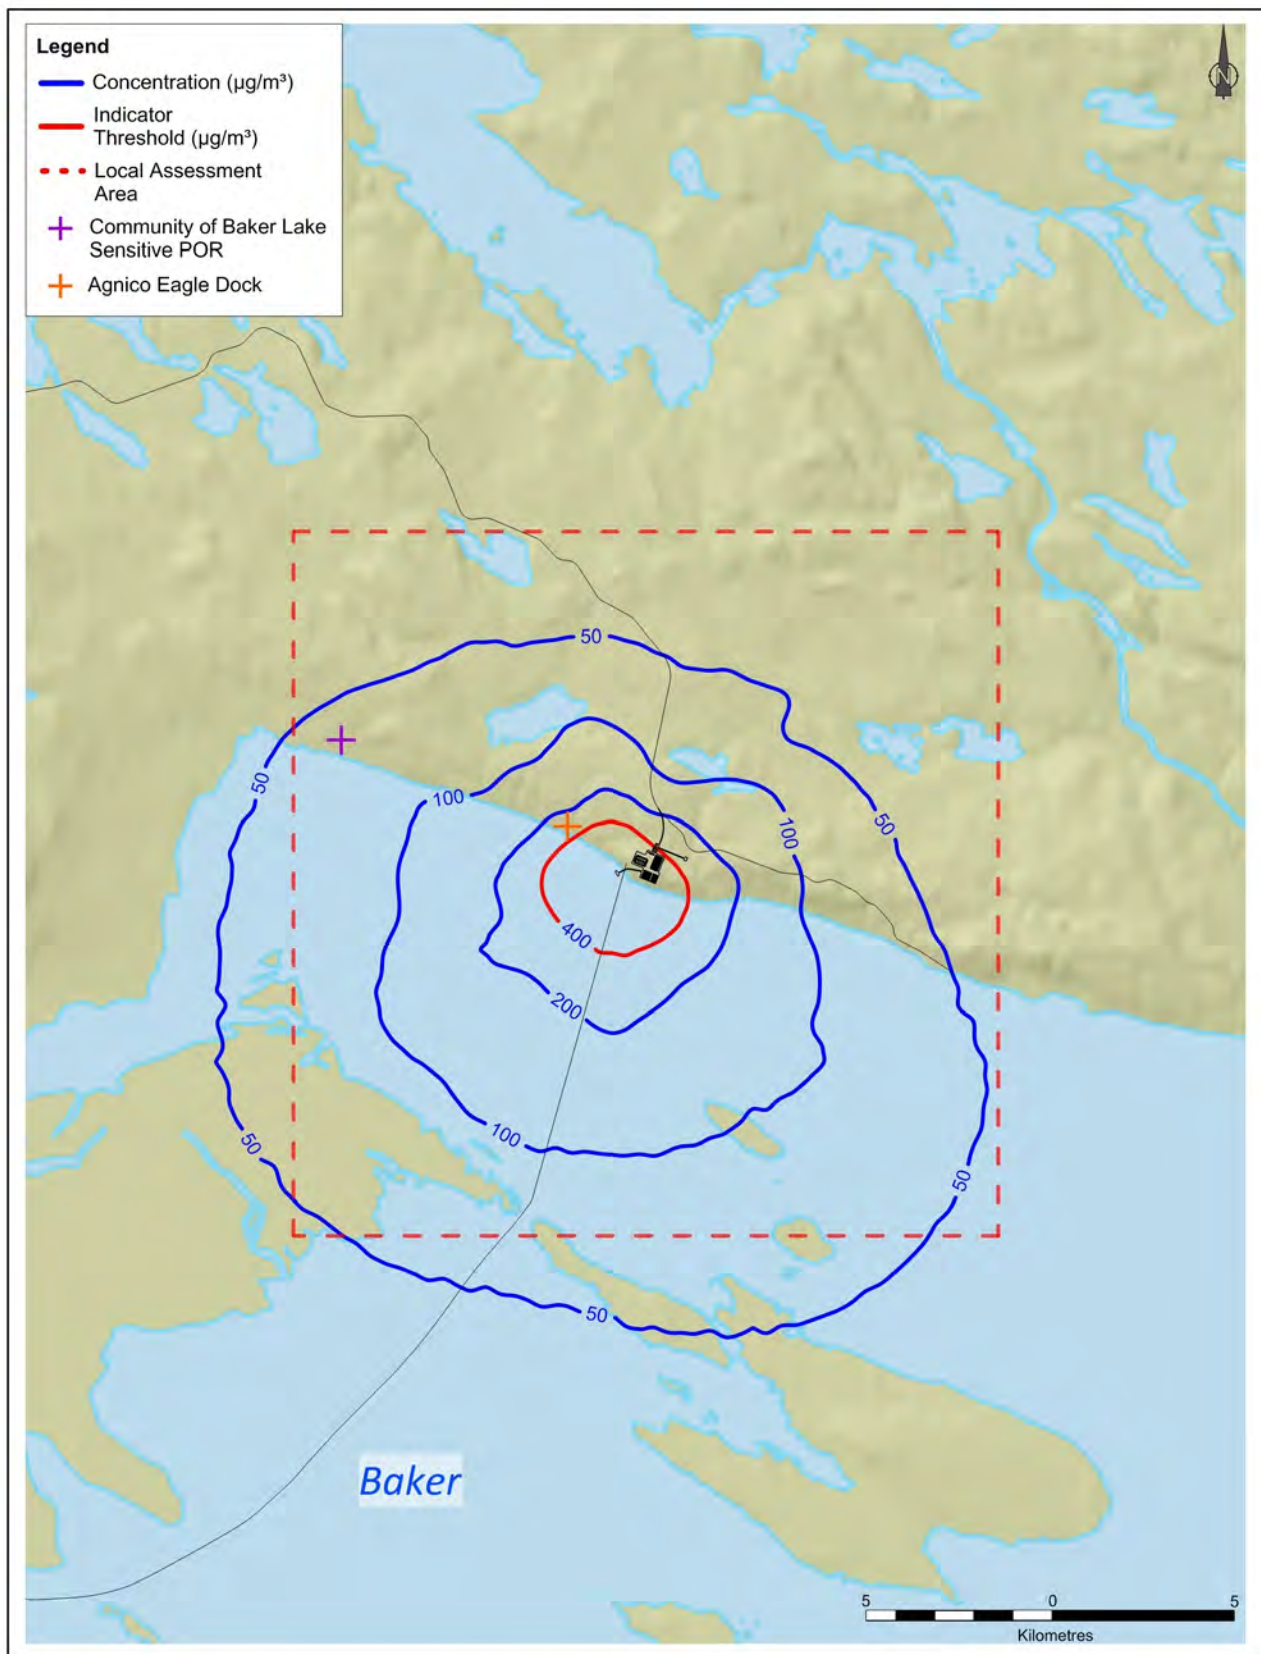 Legend
Concentration (µg/m³)
Indicator
Threshold (µg/m³)
Local Assessment
Area
Community of Baker Lake
Sensitive POR
Agnico Eagle Dock
N
50
100
50
100
50
400
200
100
50
50
50
Baker
5 0 5
Kilometres